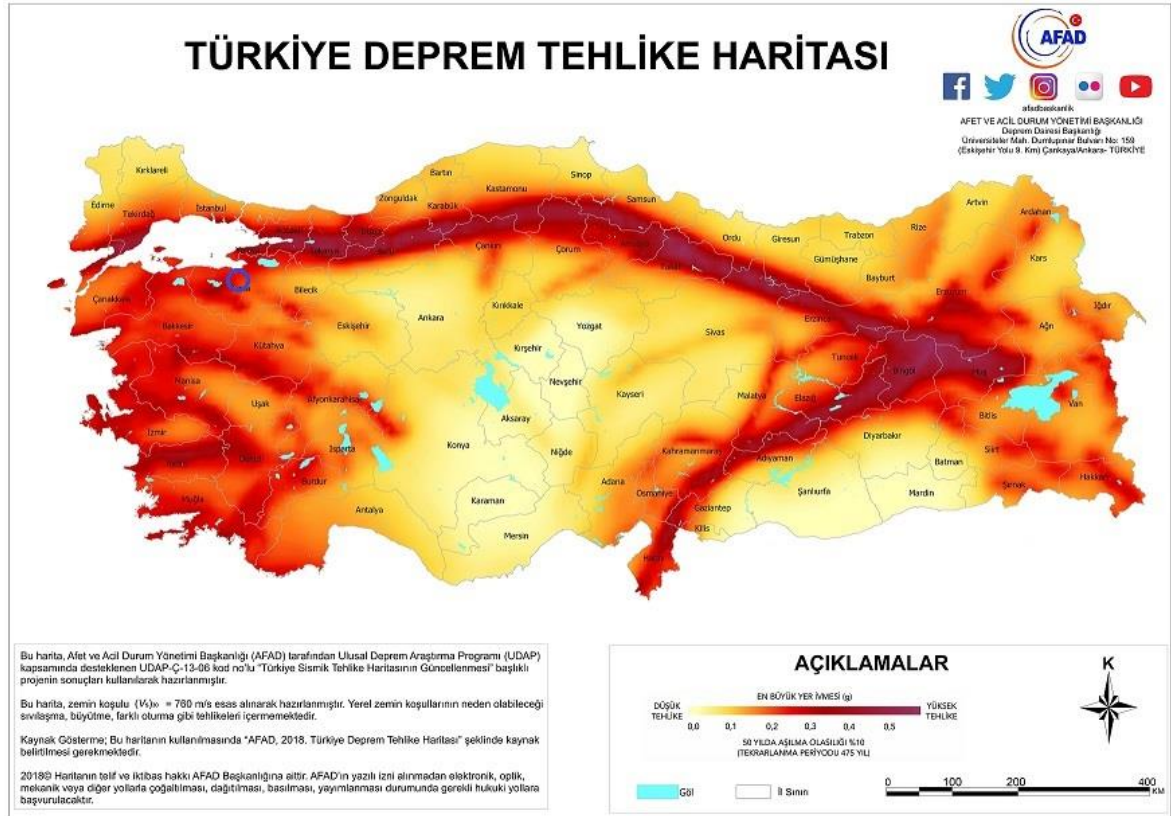 TÜRKİYE DEPREM TEHLİKE HARİTASI
AFAD
afadbaskanlik
AFET VE ACİL DURUM YÖNETİMİ BAŞKANLIĞI
Deprem Dairesi Başkanlığı
Üniversiteler Mah. Dumlupınar Bulvarı No: 159
(Eskişehir Yolu 9. Km) Çankaya/Ankara- TÜRKİYE
Kırklareli
Edirne
Tekirdağ
İstanbul
Zonguldak
Bartın
Karabük
Kastamonu
Sinop
Samsun
Çankırı
Çorum
Ordu
Giresun
Trabzon
Rize
Artvin
Ardahan
Kars
Gümüşhane
Bayburt
Erzurum
Iğdır
Ağrı
Çanakkale
Balıkesir
Bilecik
Eskişehir
Kütahya
Ankara
Kırıkkale
Yozgat
Sivas
Erzincan
Tunceli
Bingöl
Muş
Kırşehir
Nevşehir
Kayseri
Malatya
Elazığ
Bitlis
Van
Manisa
Uşak
Afyonkarahisar
Aksaray
İzmir
Konya
Niğde
Kahramanmaraş
Adıyaman
Diyarbakır
Batman
Siirt
Şırnak
Hakkari
Isparta
Burdur
Muğla
Antalya
Karaman
Mersin
Adana
Osmaniye
Gaziantep
Kilis
Şanlıurfa
Mardin
Bu harita, Afet ve Acil Durum Yönetimi Başkanlığı (AFAD) tarafından Ulusal Deprem Araştırma Programı (UDAP)
kapsamında desteklenen UDAP-Ç-13-06 kod no'lu "Türkiye Sismik Tehlike Haritasının Güncellenmesi" başlıklı
projenin sonuçları kullanılarak hazırlanmıştır.
Bu harita, zemin koşulu (Vs)30 = 760 m/s esas alınarak hazırlanmıştır. Yerel zemin koşullarının neden olabileceği
sıvılaşma, büyütme, farklı oturma gibi tehlikeleri içermemektedir.
Kaynak Gösterme; Bu haritanın kullanılmasında "AFAD, 2018. Türkiye Deprem Tehlike Haritası" şeklinde kaynak
belirtilmesi gerekmektedir.
2018© Haritanın telif ve iktibas hakkı AFAD Başkanlığına aittir. AFAD'ın yazılı izni alınmadan elektronik, optik,
mekanik veya diğer yollarla çoğaltılması, dağıtılması, basılması, yayımlanması durumunda gerekli hukuki yollara
başvurulacaktır.
AÇIKLAMALAR
EN BÜYÜK YER İVMESİ (g)
DÜŞÜK TEHLİKE
YÜKSEK TEHLİKE
0,0 0,1 0,2 0,3 0,4 0,5
50 YILDA AŞILMA OLASILIĞI %10
(TEKRARLANMA PERİYODU 475 YIL)
Göl
İl Sınırı
K
0 100 200 400
KM